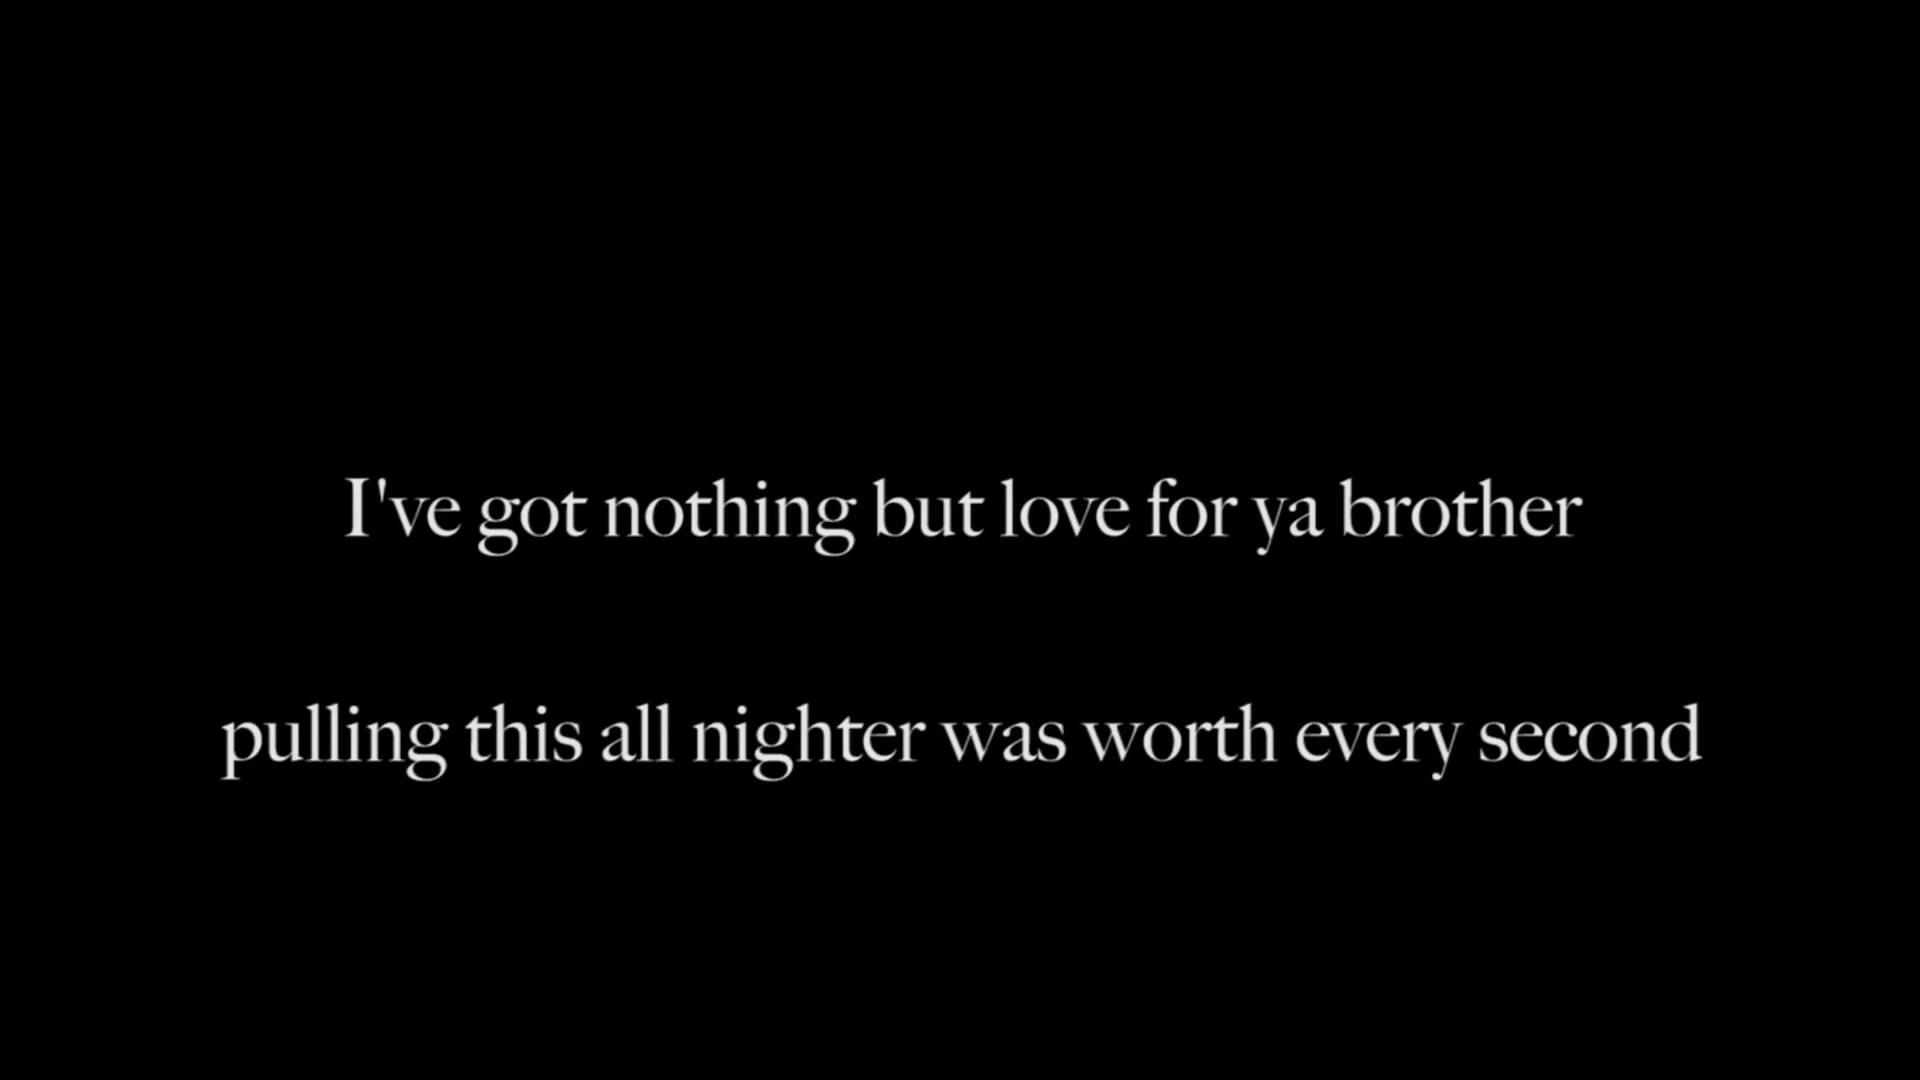 I've got nothing but love for ya brother
pulling this all nighter was worth every second